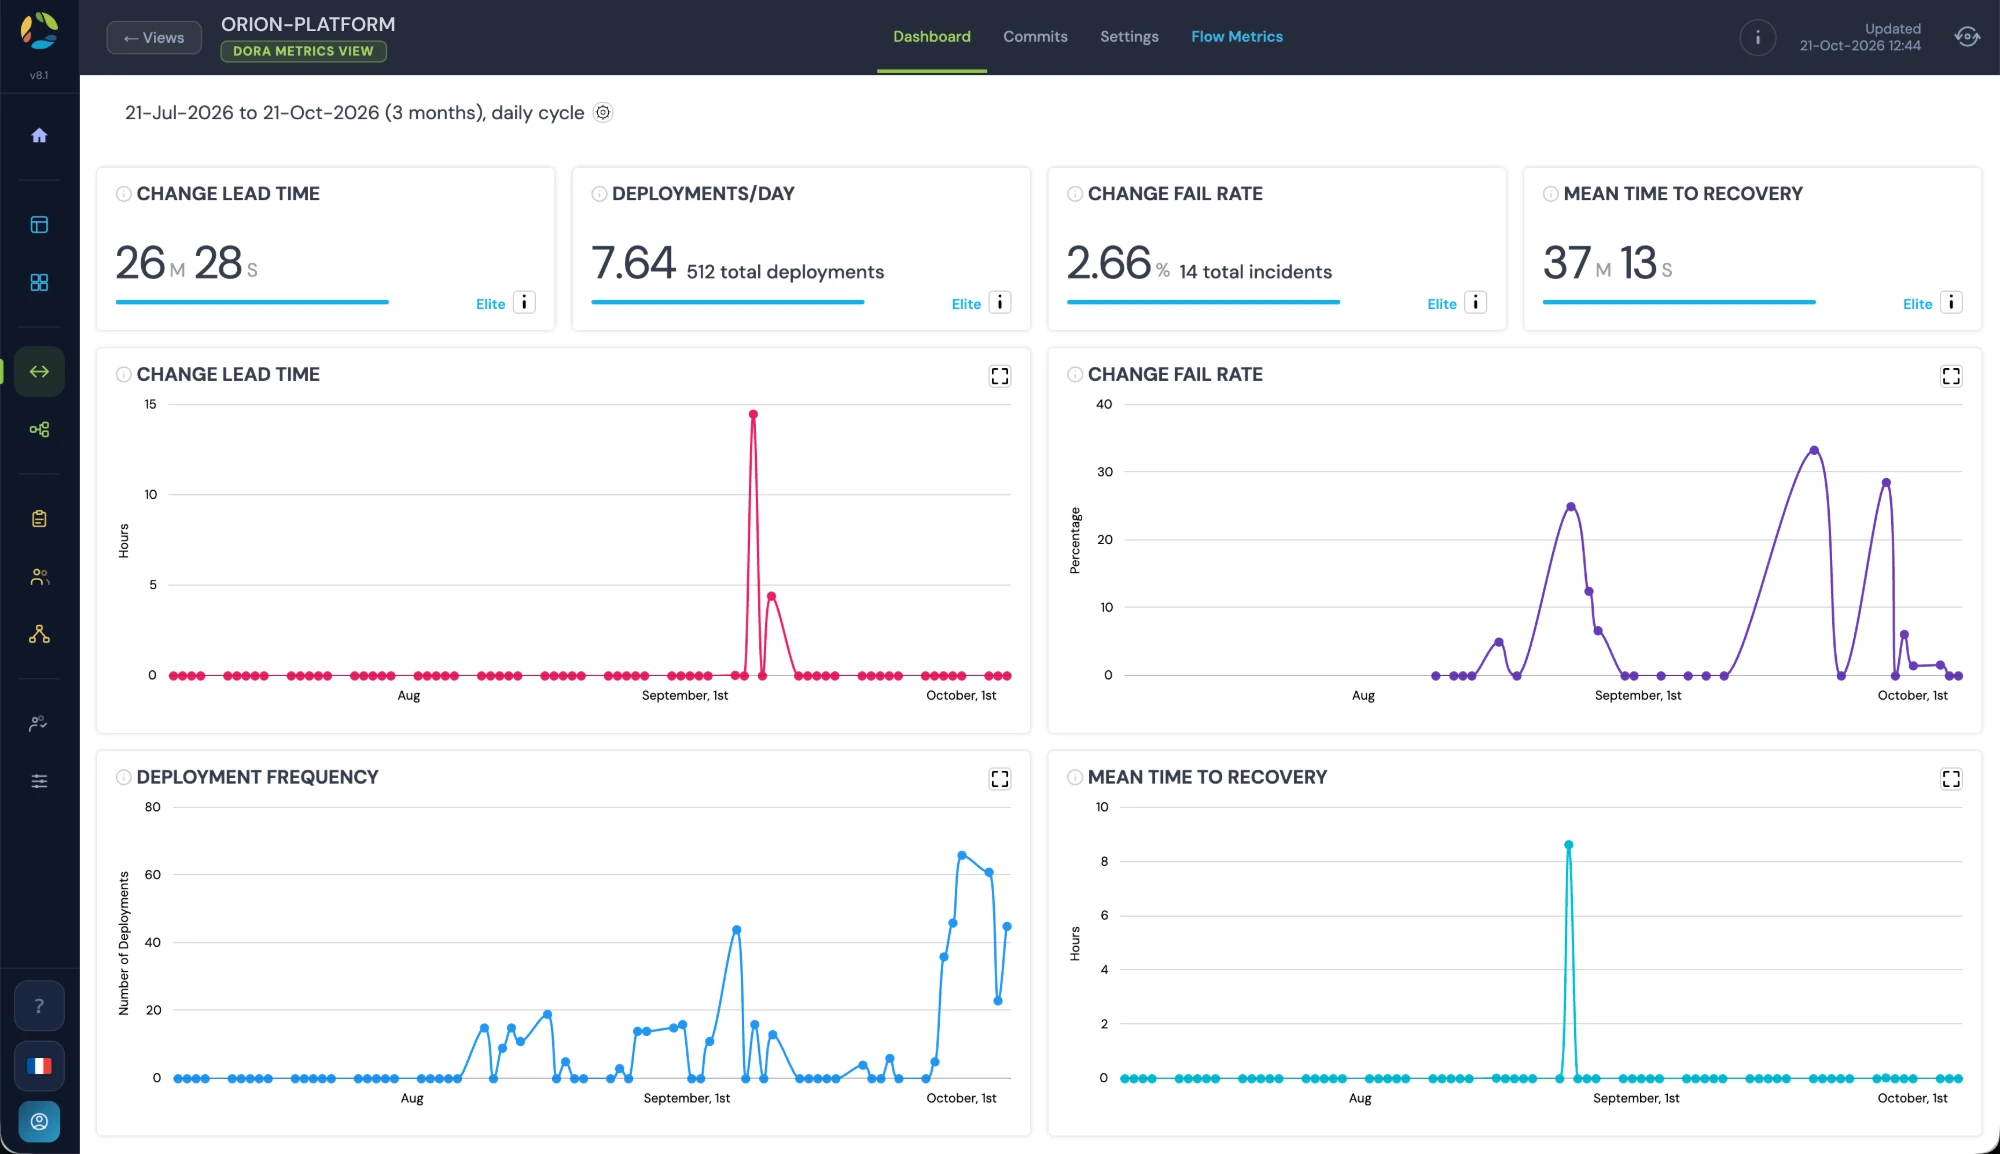 v8.1
← Views
ORION-PLATFORM
DORA METRICS VIEW
Dashboard
Commits
Settings
Flow Metrics
i
Updated
21-Oct-2026 12:44
21-Jul-2026 to 21-Oct-2026 (3 months), daily cycle
CHANGE LEAD TIME
26 M 28 S
Elite i
DEPLOYMENTS/DAY
7.64 512 total deployments
Elite i
CHANGE FAIL RATE
2.66 % 14 total incidents
Elite i
MEAN TIME TO RECOVERY
37 M 13 S
Elite i
CHANGE LEAD TIME
15
10
5
0
Hours
Aug
September, 1st
October, 1st
CHANGE FAIL RATE
40
30
20
10
0
Percentage
Aug
September, 1st
October, 1st
DEPLOYMENT FREQUENCY
80
60
40
20
0
Number of Deployments
Aug
September, 1st
October, 1st
MEAN TIME TO RECOVERY
10
8
6
4
2
0
Hours
Aug
September, 1st
October, 1st
?